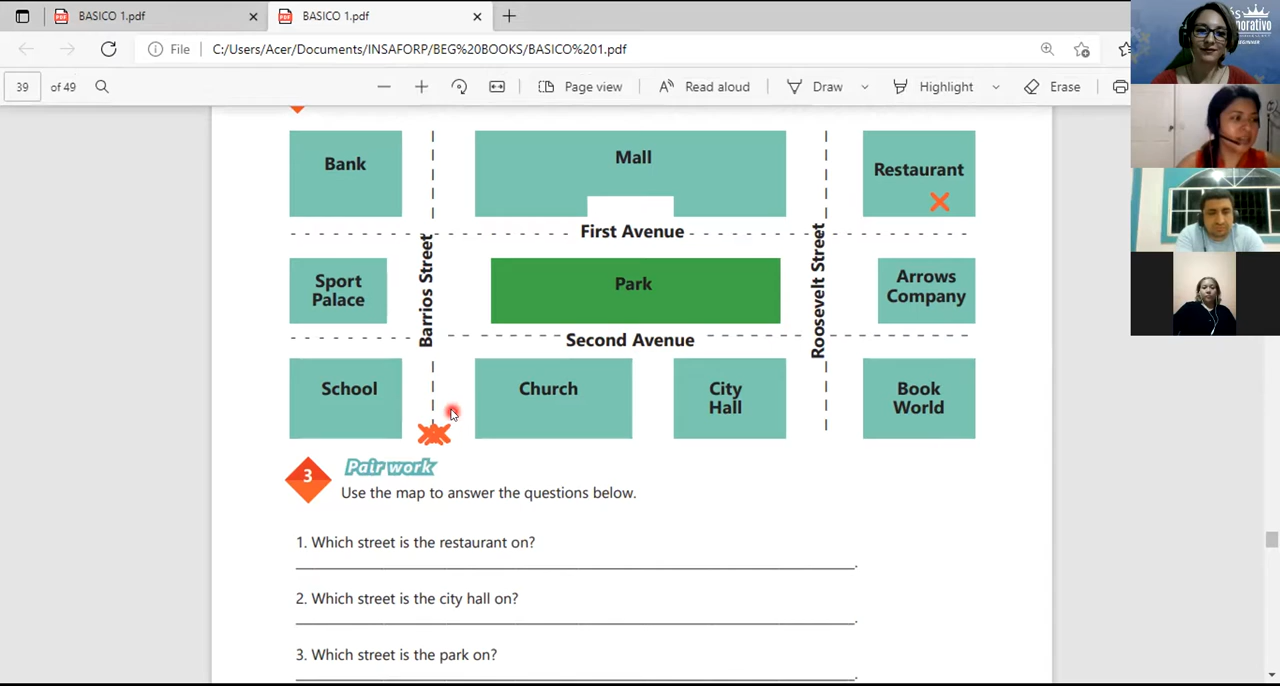 BASICO 1.pdf
BASICO 1.pdf
File C:/Users/Acer/Documents/INSAFORP/BEG%20BOOKS/BASICO%201.pdf
39 of 49
Page view
Read aloud
Draw
Highlight
Erase
Bank
Mall
Restaurant
First Avenue
Barrios Street
Roosevelt Street
Sport
Palace
Park
Arrows
Company
Second Avenue
School
Church
City
Hall
Book
World
3 Pair work
Use the map to answer the questions below.
1. Which street is the restaurant on?
2. Which street is the city hall on?
3. Which street is the park on?